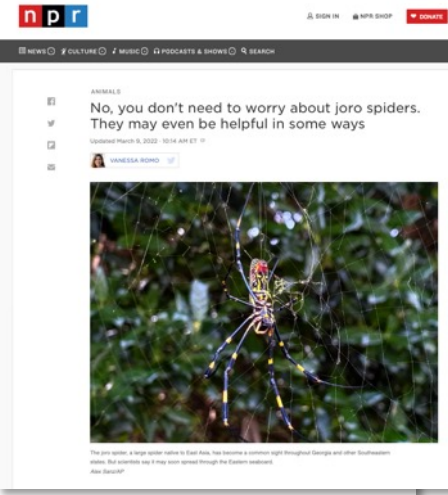 npr
SIGN IN NPR SHOP DONATE
NEWS CULTURE MUSIC PODCASTS & SHOWS SEARCH
ANIMALS
No, you don't need to worry about joro spiders.
They may even be helpful in some ways
Updated March 9, 2022 · 10:14 AM ET
VANESSA ROMO
The joro spider, a large spider native to East Asia, has become a common sight throughout Georgia and other Southeastern
states. But scientists say it may soon spread through the Eastern seaboard.
Alex Sanz/AP